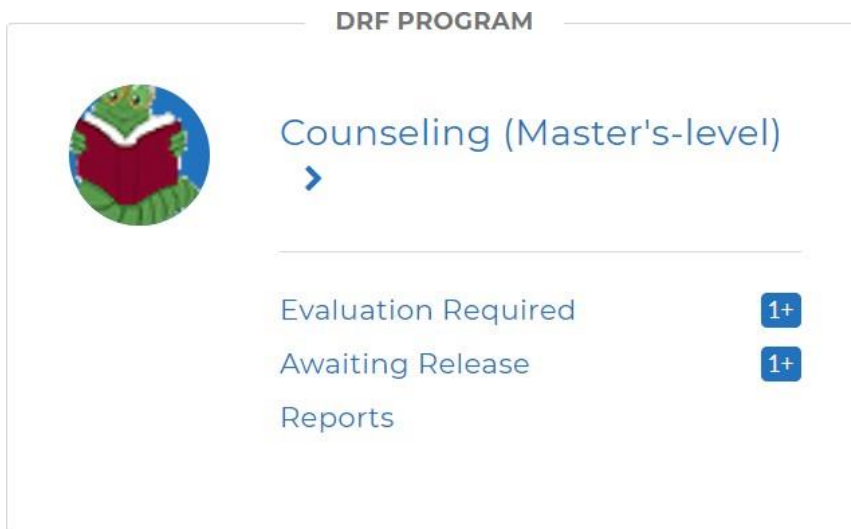 DRF PROGRAM
Counseling (Master's-level)
Evaluation Required 1+
Awaiting Release 1+
Reports